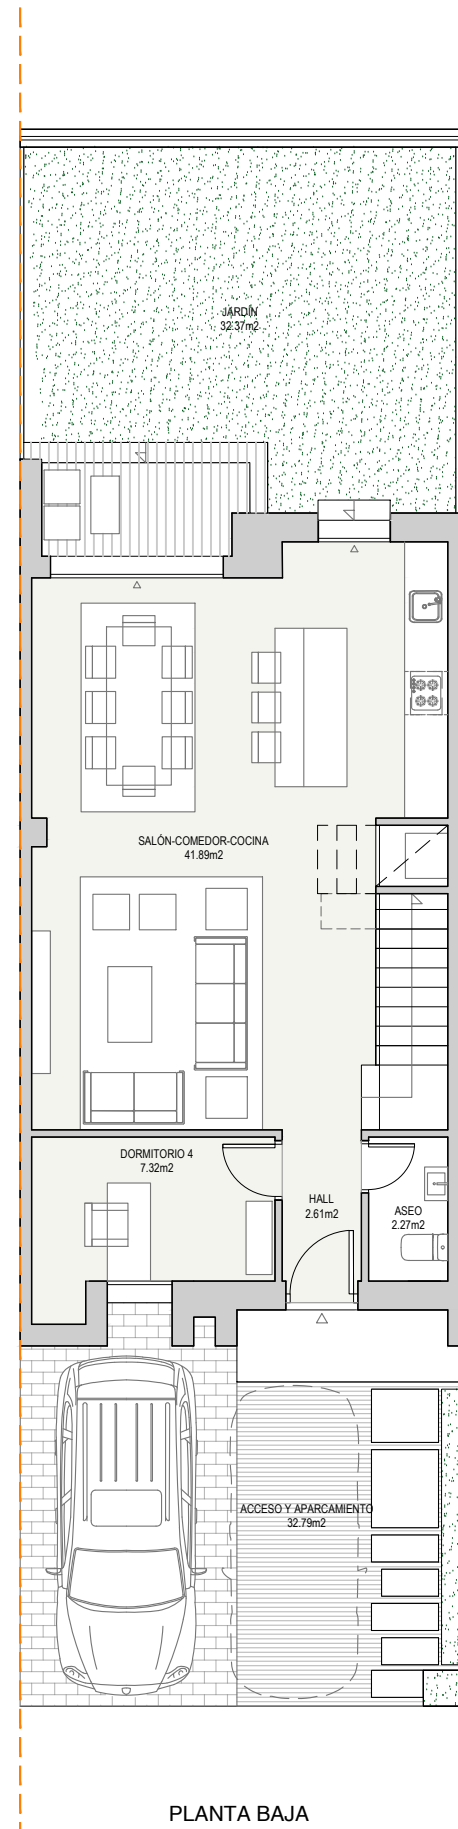 JARDÍN
32.37m2
SALÓN-COMEDOR-COCINA
41.89m2
DORMITORIO 4
7.32m2
HALL
2.61m2
ASEO
2.27m2
ACCESO Y APARCAMIENTO
32.79m2
PLANTA BAJA